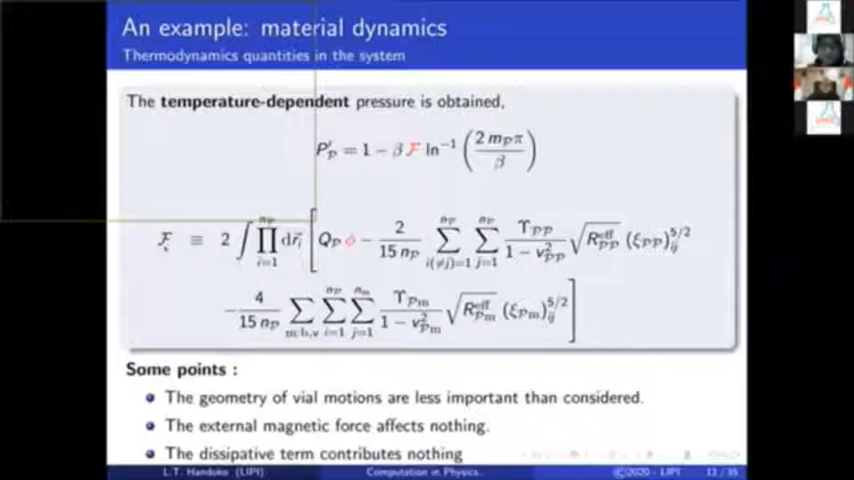 An example: material dynamics
Thermodynamics quantities in the system
The temperature-dependent pressure is obtained,
P′_𝒫 = 1 − β ℱ ln⁻¹ (2 m_𝒫 π / β)
ℱ ≡ 2 ∫ ∏_{i=1}^{n_𝒫} dr⃗_i [ Q_𝒫 ϕ − 2/(15 n_𝒫) ∑_{i(≠j)=1}^{n_𝒫} ∑_{j=1}^{n_𝒫} Υ_𝒫𝒫/(1 − v²_𝒫𝒫) √(R^eff_𝒫𝒫) (ξ_𝒫𝒫)_{ij}^{5/2}
− 4/(15 n_𝒫) ∑_{m:b,v} ∑_{i=1}^{n_𝒫} ∑_{j=1}^{n_m} Υ_𝒫m/(1 − v²_𝒫m) √(R^eff_𝒫m) (ξ_𝒫m)_{ij}^{5/2} ]
Some points :
The geometry of vial motions are less important than considered.
The external magnetic force affects nothing.
The dissipative term contributes nothing
L.T. Handoko (LIPI) Computation in Physics.. ©2020 - LIPI 11 / 35